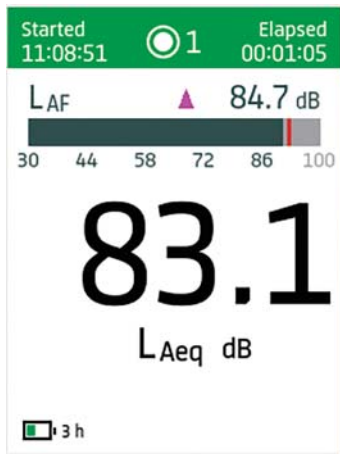 Started Elapsed
11:08:51 1 00:01:05
LAF 84.7 dB
30 44 58 72 86 100
83.1
LAeq dB
3 h